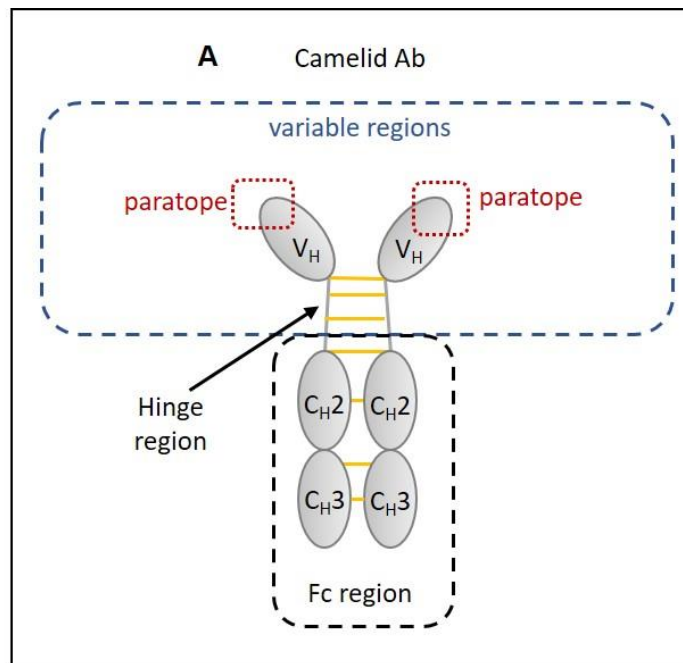 A Camelid Ab
variable regions
paratope
paratope
VH
VH
Hinge
region
CH2
CH2
CH3
CH3
Fc region